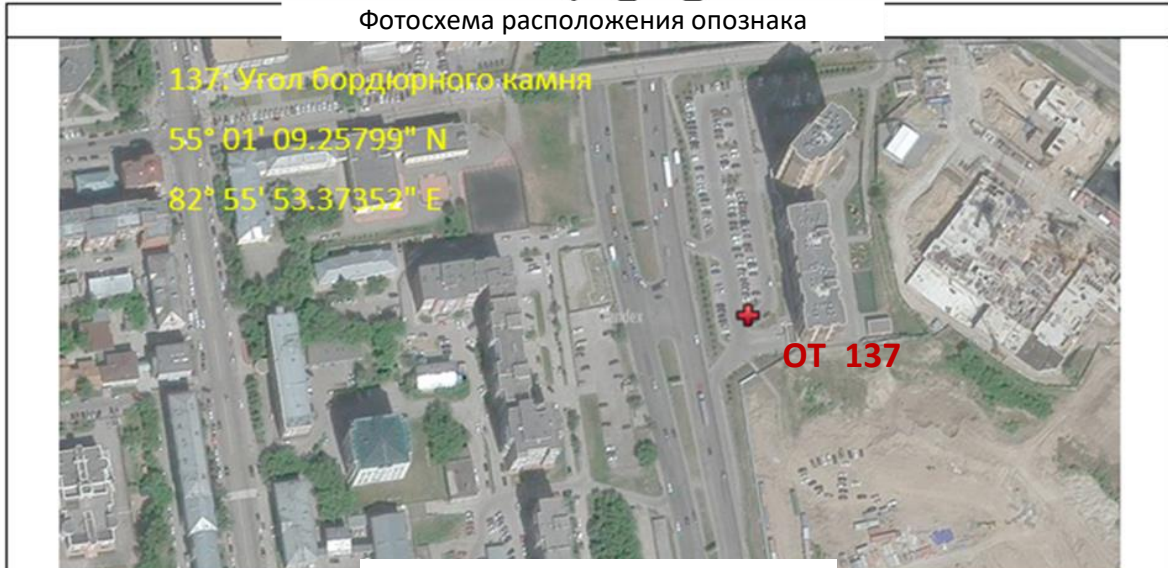 Фотосхема расположения опознака
137: Угол бордюрного камня
55° 01' 09.25799" N
82° 55' 53.37352" E
ОТ 137